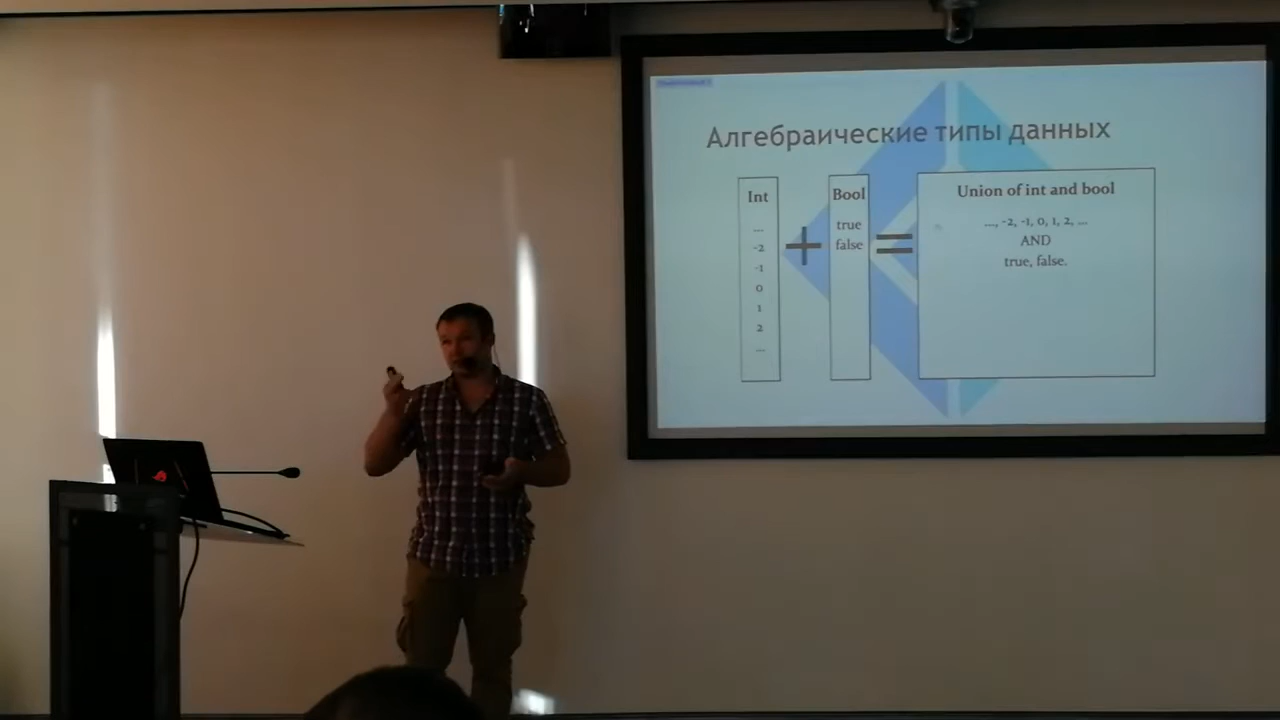 Алгебраические типы данных
Int
...
-2
-1
0
1
2
...
+
Bool
true
false
=
Union of int and bool
..., -2, -1, 0, 1, 2, ...
AND
true, false.